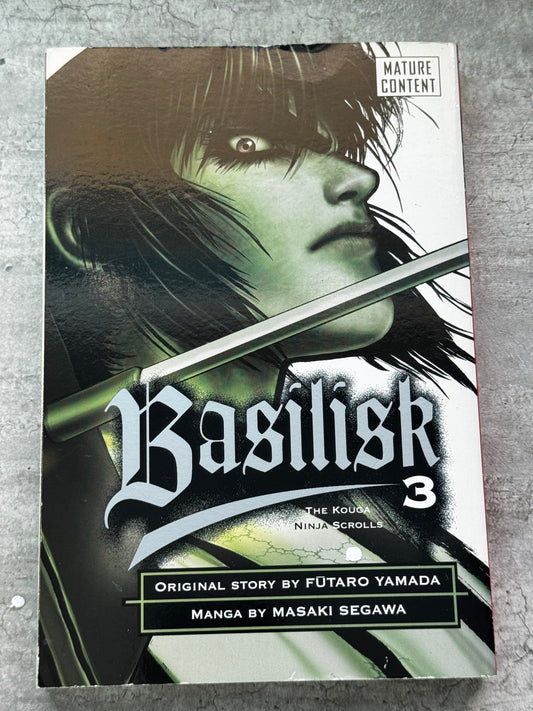 MATURE
CONTENT
Basilisk
3
THE KOUGA
NINJA SCROLLS
ORIGINAL STORY BY FŪTARO YAMADA
MANGA BY MASAKI SEGAWA